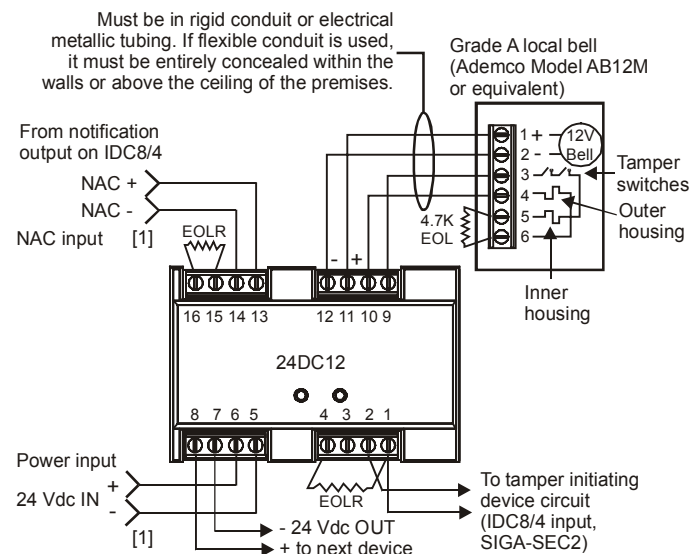 Must be in rigid conduit or electrical
metallic tubing. If flexible conduit is used,
it must be entirely concealed within the
walls or above the ceiling of the premises.
Grade A local bell
(Ademco Model AB12M
or equivalent)
From notification
output on IDC8/4
NAC +
NAC -
NAC input [1]
EOLR
1 + 12V
2 - Bell
3
4
5
6
4.7K
EOL
Tamper
switches
Outer
housing
Inner
housing
- +
16 15 14 13 12 11 10 9
24DC12
8 7 6 5 4 3 2 1
EOLR
Power input
+
24 Vdc IN
-
[1]
- 24 Vdc OUT
+ to next device
To tamper initiating
device circuit
(IDC8/4 input,
SIGA-SEC2)